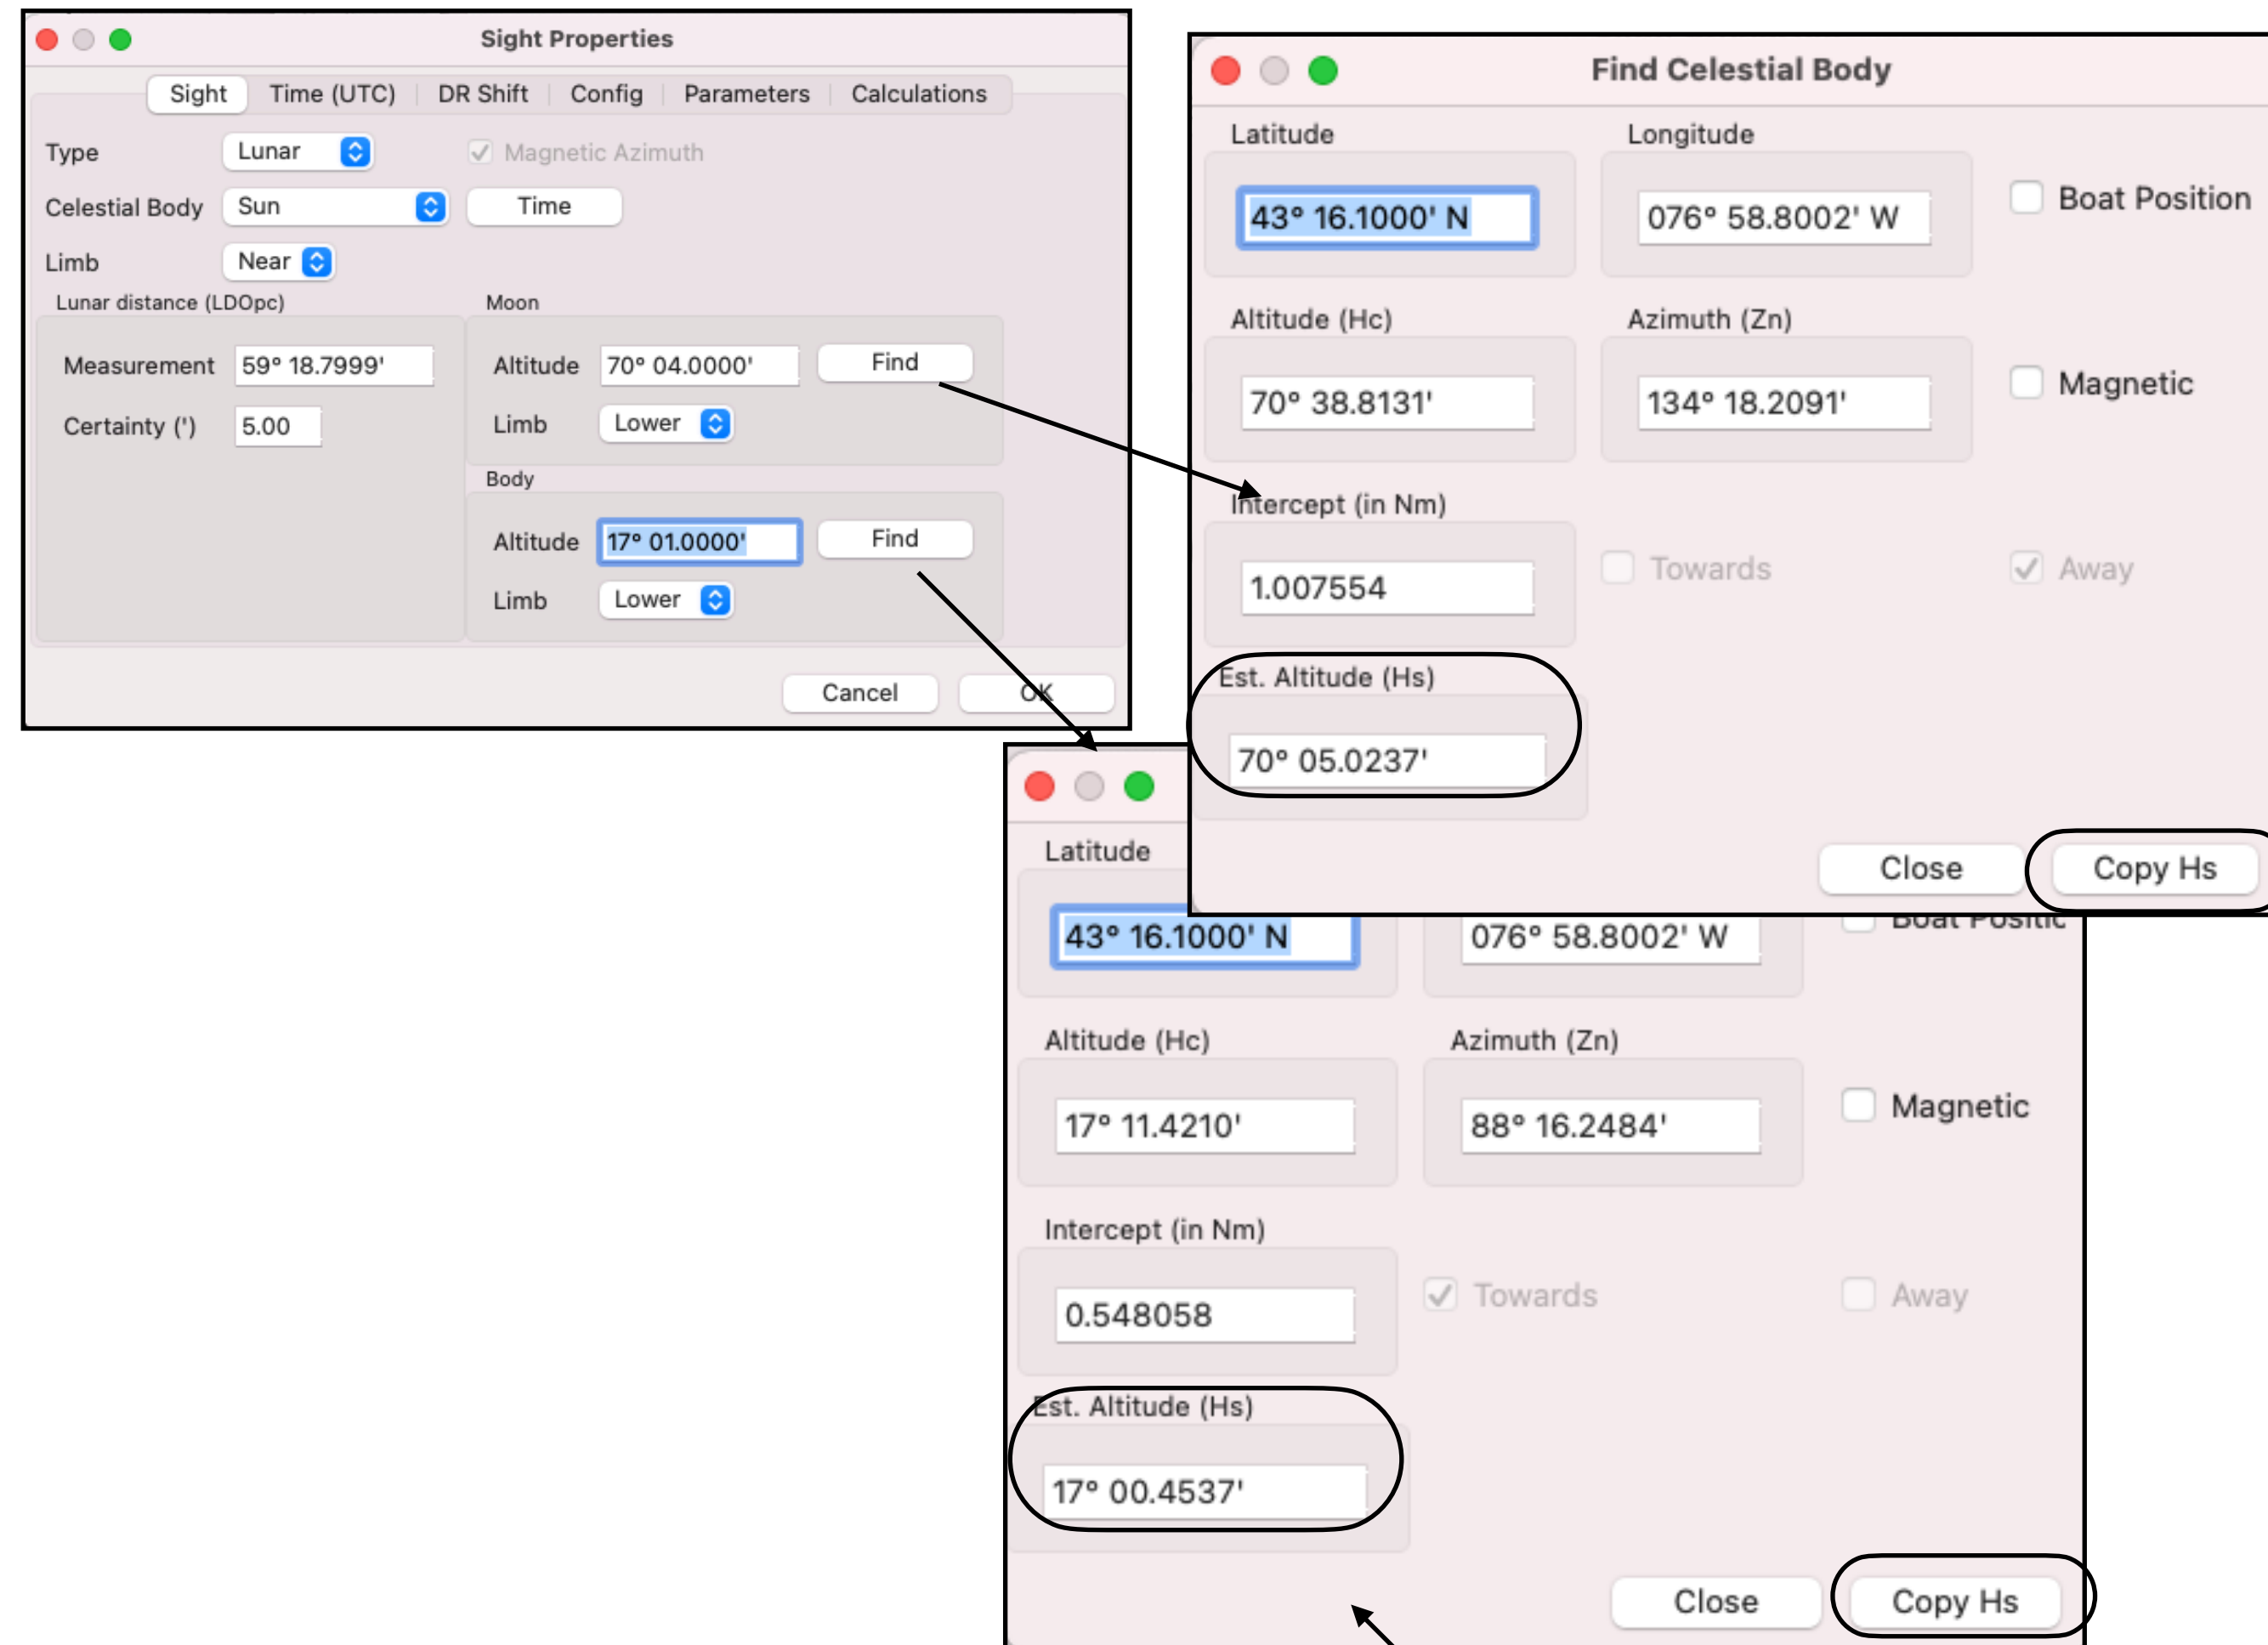 Sight Properties
Sight Time (UTC) DR Shift Config Parameters Calculations
Type Lunar Magnetic Azimuth
Celestial Body Sun Time
Limb Near
Lunar distance (LDOpc) Moon
Measurement 59° 18.7999' Altitude 70° 04.0000' Find
Certainty (') 5.00 Limb Lower
Body
Altitude 17° 01.0000' Find
Limb Lower
Cancel OK
Find Celestial Body
Latitude Longitude
43° 16.1000' N 076° 58.8002' W Boat Position
Altitude (Hc) Azimuth (Zn)
70° 38.8131' 134° 18.2091' Magnetic
Intercept (in Nm)
1.007554 Towards Away
Est. Altitude (Hs)
70° 05.0237'
Close Copy Hs
Latitude
43° 16.1000' N 076° 58.8002' W Boat Positic
Altitude (Hc) Azimuth (Zn)
17° 11.4210' 88° 16.2484' Magnetic
Intercept (in Nm)
0.548058 Towards Away
Est. Altitude (Hs)
17° 00.4537'
Close Copy Hs